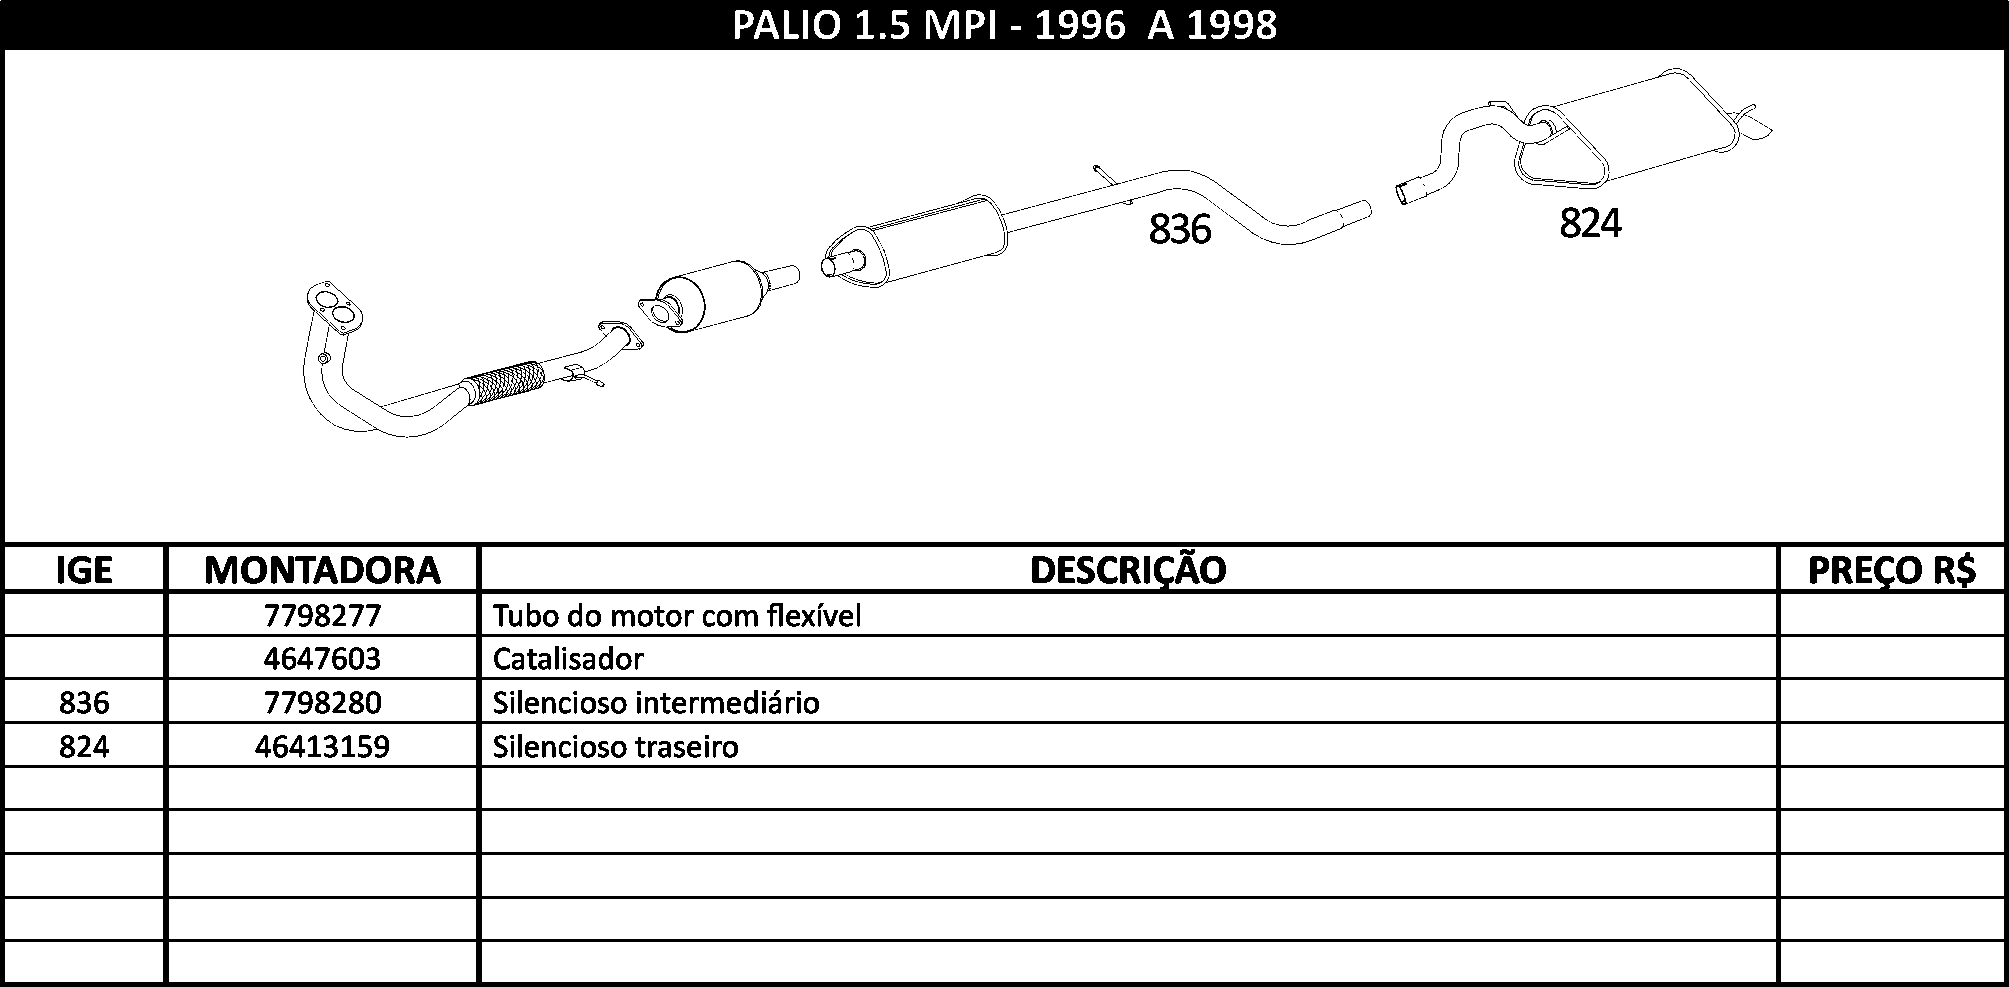 PALIO 1.5 MPI - 1996  A 1998
824
836
IGE MONTADORA DESCRIÇÃO PREÇO R$
7798277 Tubo do motor com flexível
4647603 Catalisador
836 7798280 Silencioso intermediário
824 46413159 Silencioso traseiro